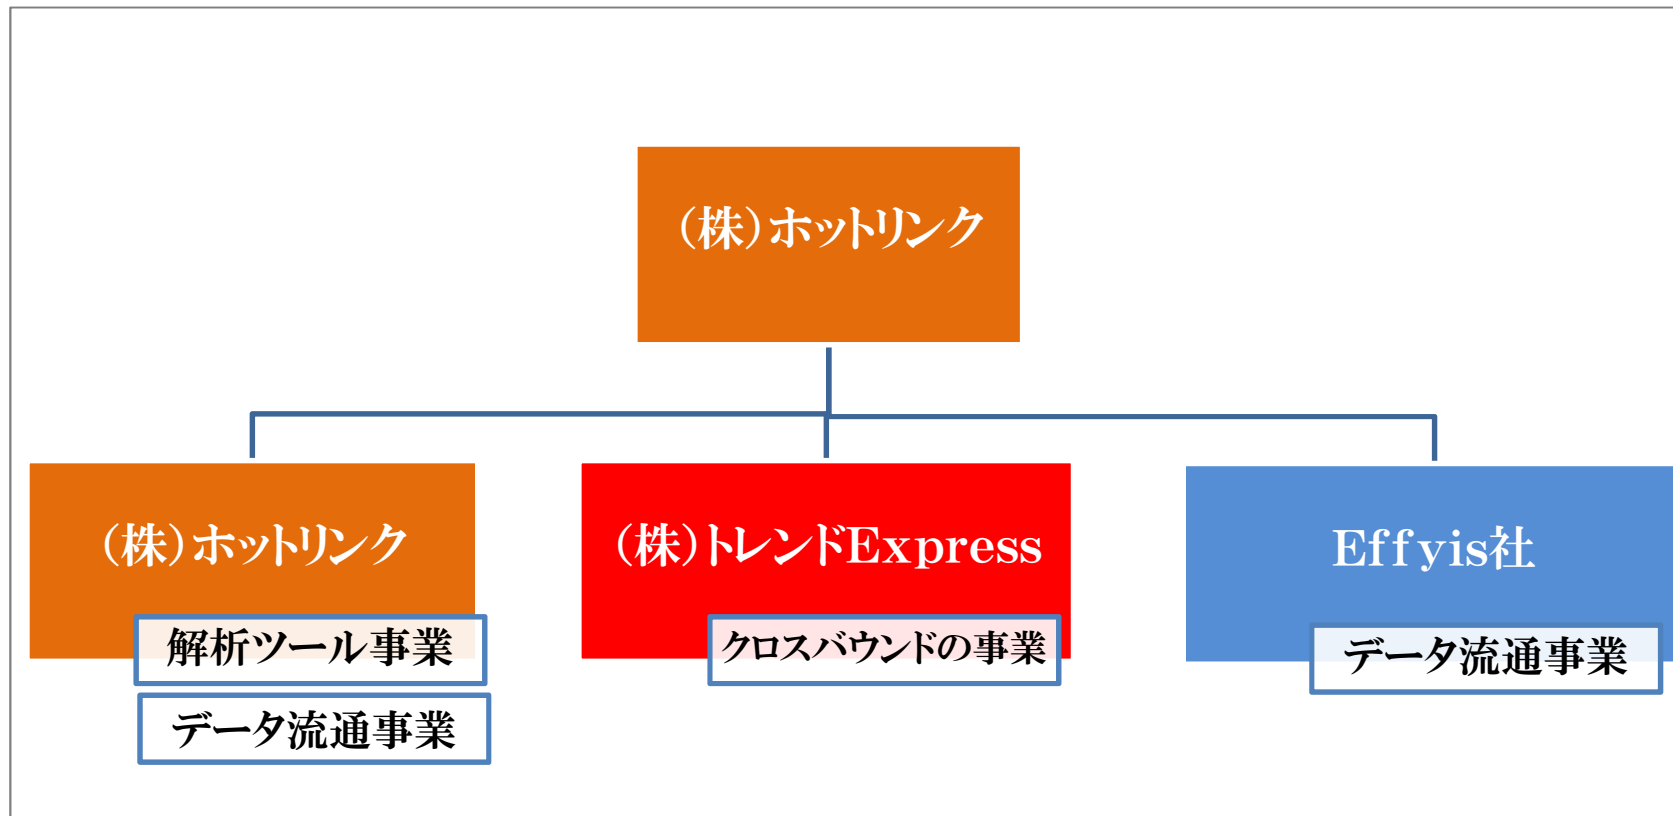 （株）ホットリンク
（株）ホットリンク
（株）トレンドExpress
Effyis社
解析ツール事業
クロスバウンドの事業
データ流通事業
データ流通事業